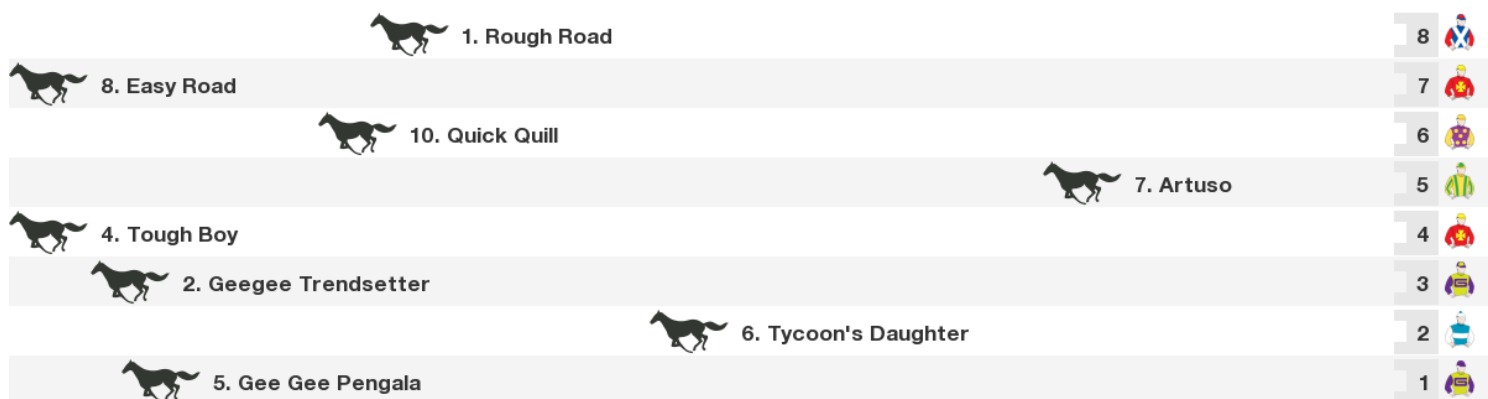 1. Rough Road 8
8. Easy Road 7
10. Quick Quill 6
7. Artuso 5
4. Tough Boy 4
2. Geegee Trendsetter 3
6. Tycoon's Daughter 2
5. Gee Gee Pengala 1